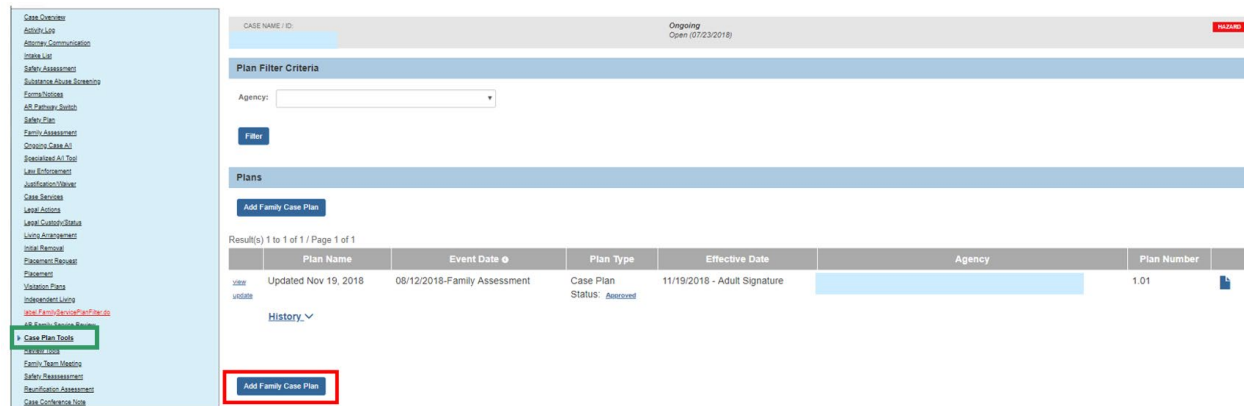 Case Overview
Activity Log
Attorney Communication
Intake List
Safety Assessment
Substance Abuse Screening
Forms/Notices
AR Pathway Switch
Safety Plan
Family Assessment
Ongoing Case A/I
Specialized A/I Tool
Law Enforcement
Justification/Waiver
Case Services
Legal Actions
Legal Custody/Status
Living Arrangement
Initial Removal
Placement Request
Placement
Visitation Plans
Independent Living
label.FamilyServicePlanFilter.do
AR Family Service Review
Case Plan Tools
Review Tools
Family Team Meeting
Safety Reassessment
Reunification Assessment
Case Conference Note
CASE NAME / ID:
Ongoing
Open (07/23/2018)
HAZARD
Plan Filter Criteria
Agency:
Filter
Plans
Add Family Case Plan
Result(s) 1 to 1 of 1 / Page 1 of 1
Plan Name Event Date Plan Type Effective Date Agency Plan Number
view Updated Nov 19, 2018 08/12/2018-Family Assessment Case Plan 11/19/2018 - Adult Signature 1.01
update Status: Approved
History
Add Family Case Plan